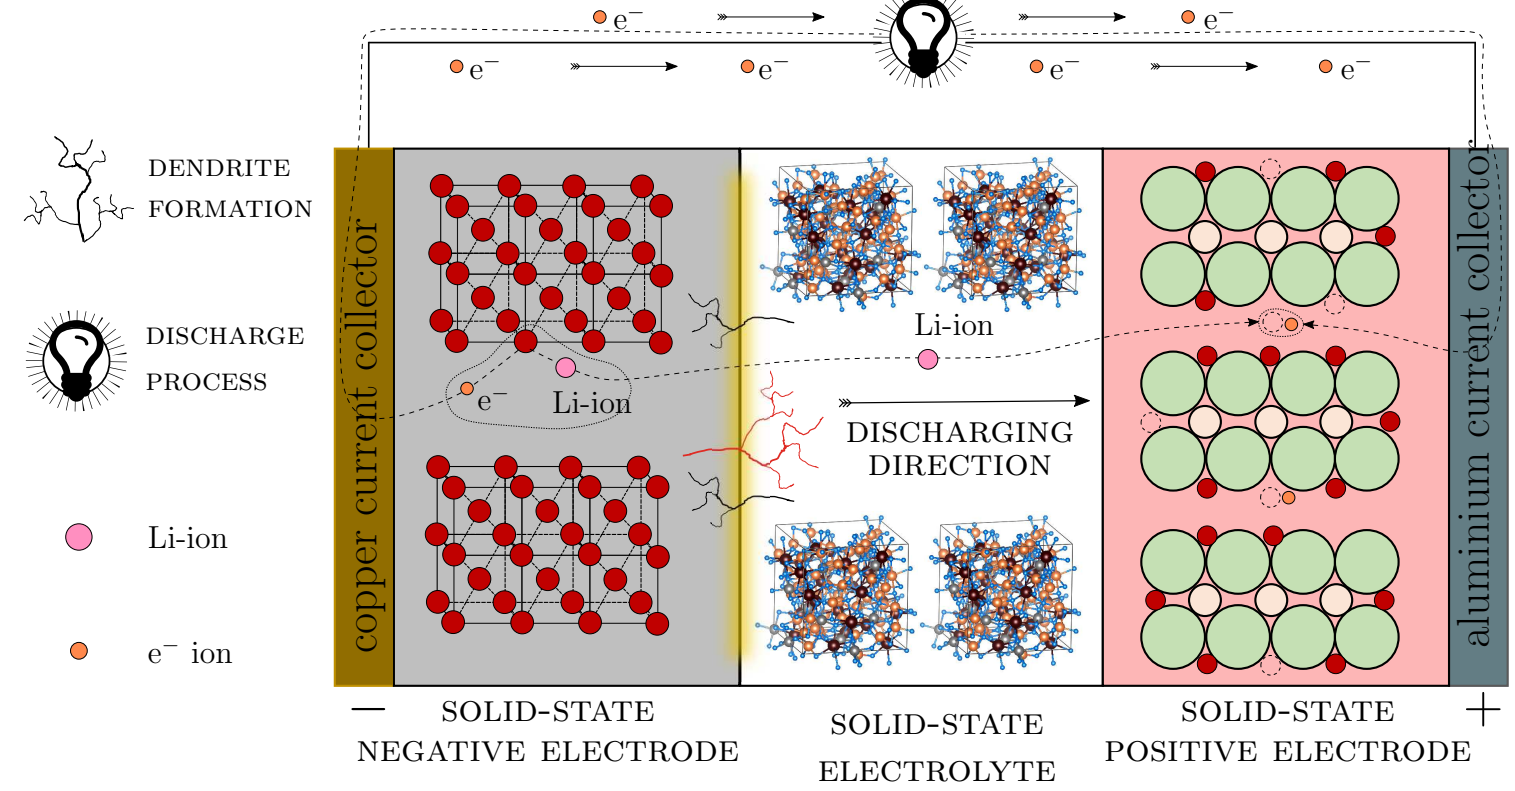 e⁻
e⁻
e⁻
e⁻
e⁻
e⁻
DENDRITE
FORMATION
DISCHARGE
PROCESS
Li-ion
e⁻ ion
copper current collector
e⁻
Li-ion
Li-ion
DISCHARGING
DIRECTION
aluminium current collector
−
SOLID-STATE
NEGATIVE ELECTRODE
SOLID-STATE
ELECTROLYTE
SOLID-STATE
POSITIVE ELECTRODE
+